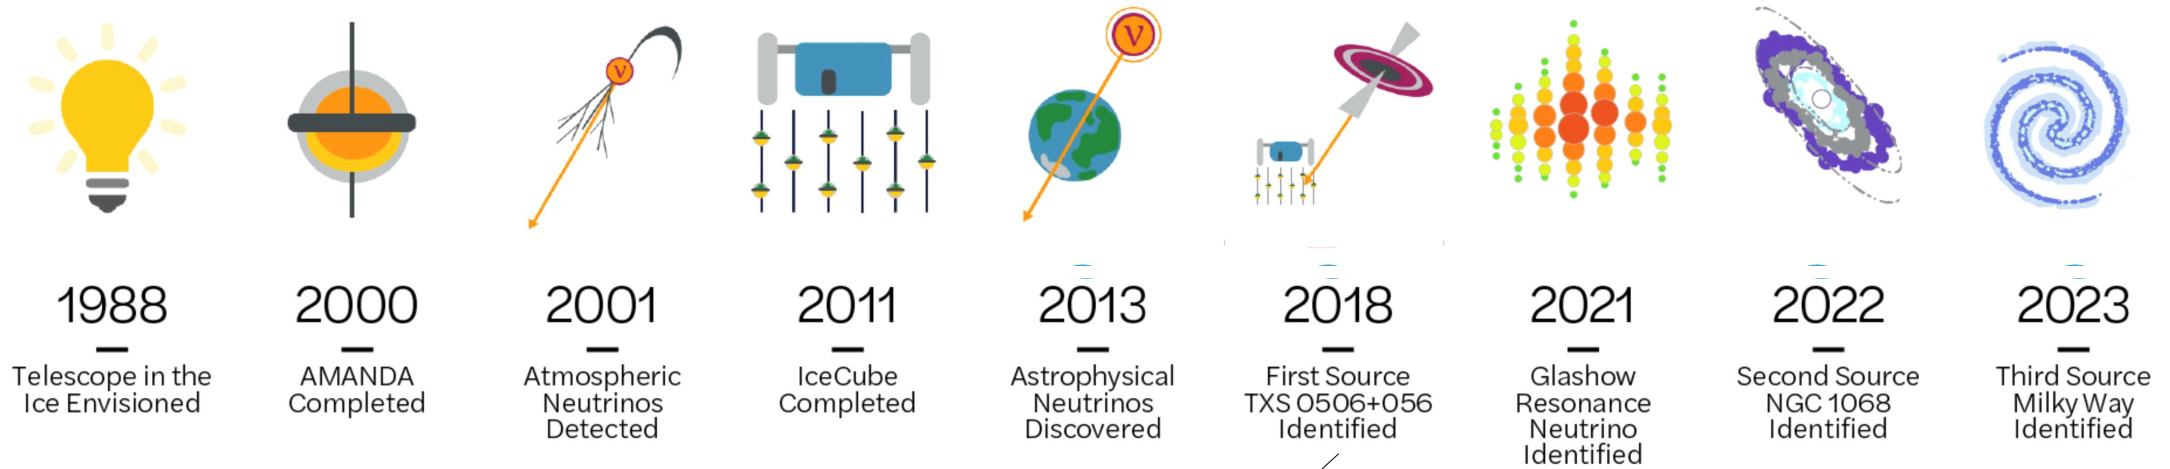 ν
ν
1988
Telescope in the
Ice Envisioned
2000
AMANDA
Completed
2001
Atmospheric
Neutrinos
Detected
2011
IceCube
Completed
2013
Astrophysical
Neutrinos
Discovered
2018
First Source
TXS 0506+056
Identified
2021
Glashow
Resonance
Neutrino
Identified
2022
Second Source
NGC 1068
Identified
2023
Third Source
Milky Way
Identified